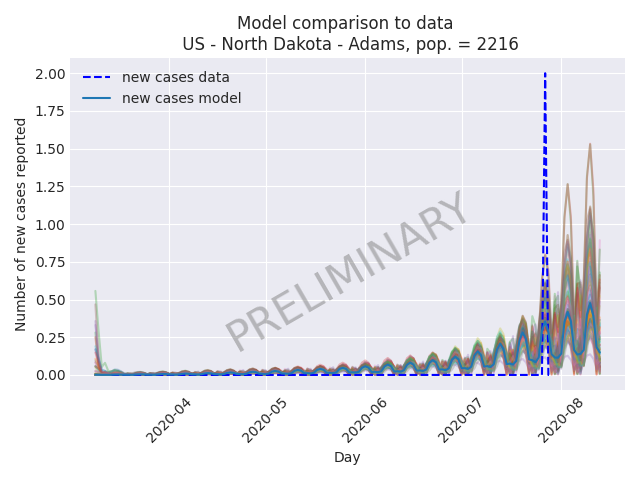 Model comparison to data
US - North Dakota - Adams, pop. = 2216
2.00
1.75
1.50
1.25
1.00
0.75
0.50
0.25
0.00
Number of new cases reported
new cases data
new cases model
PRELIMINARY
2020-04
2020-05
2020-06
2020-07
2020-08
Day